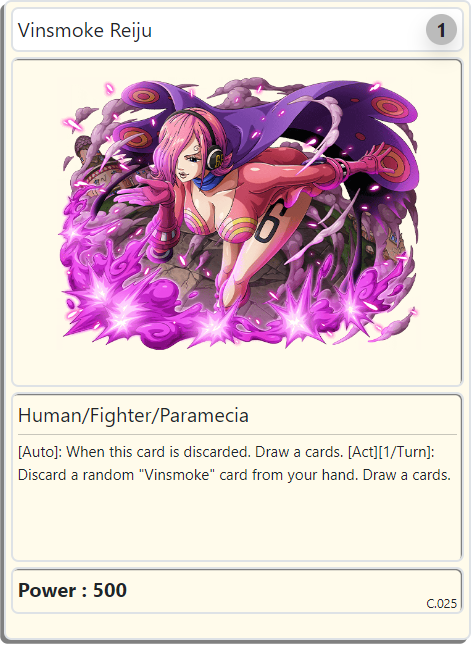 Vinsmoke Reiju
1
6
Human/Fighter/Paramecia
[Auto]: When this card is discarded. Draw a cards. [Act][1/Turn]:
Discard a random "Vinsmoke" card from your hand. Draw a cards.
Power : 500
C.025